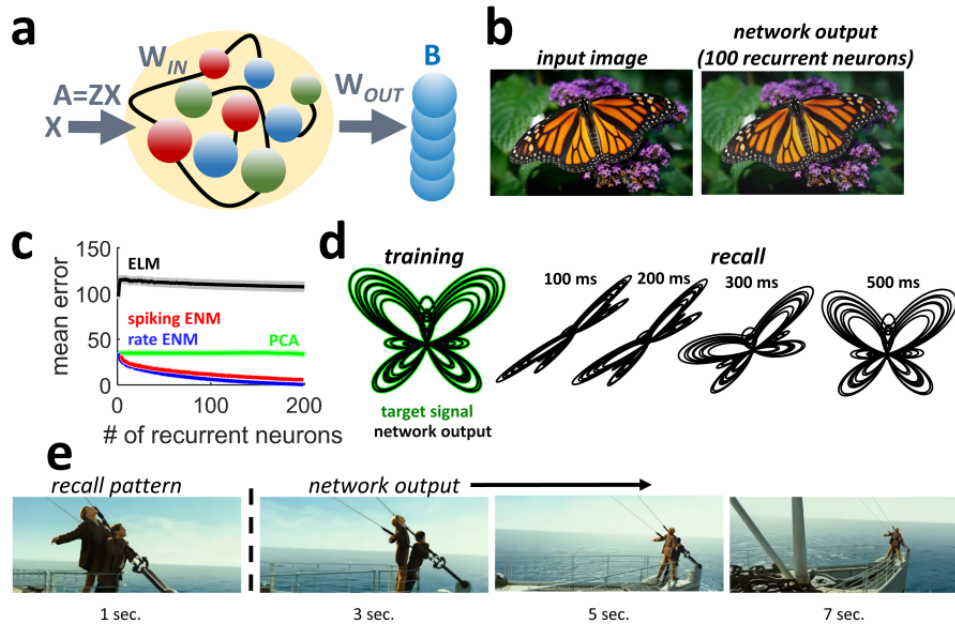 a
W_IN
A=ZX
X
W_OUT
B
b
input image
network output
(100 recurrent neurons)
c
150
100
50
0
mean error
ELM
spiking ENM
rate ENM
PCA
0
100
200
# of recurrent neurons
d
training
target signal
network output
recall
100 ms
200 ms
300 ms
500 ms
e
recall pattern
network output
1 sec.
3 sec.
5 sec.
7 sec.